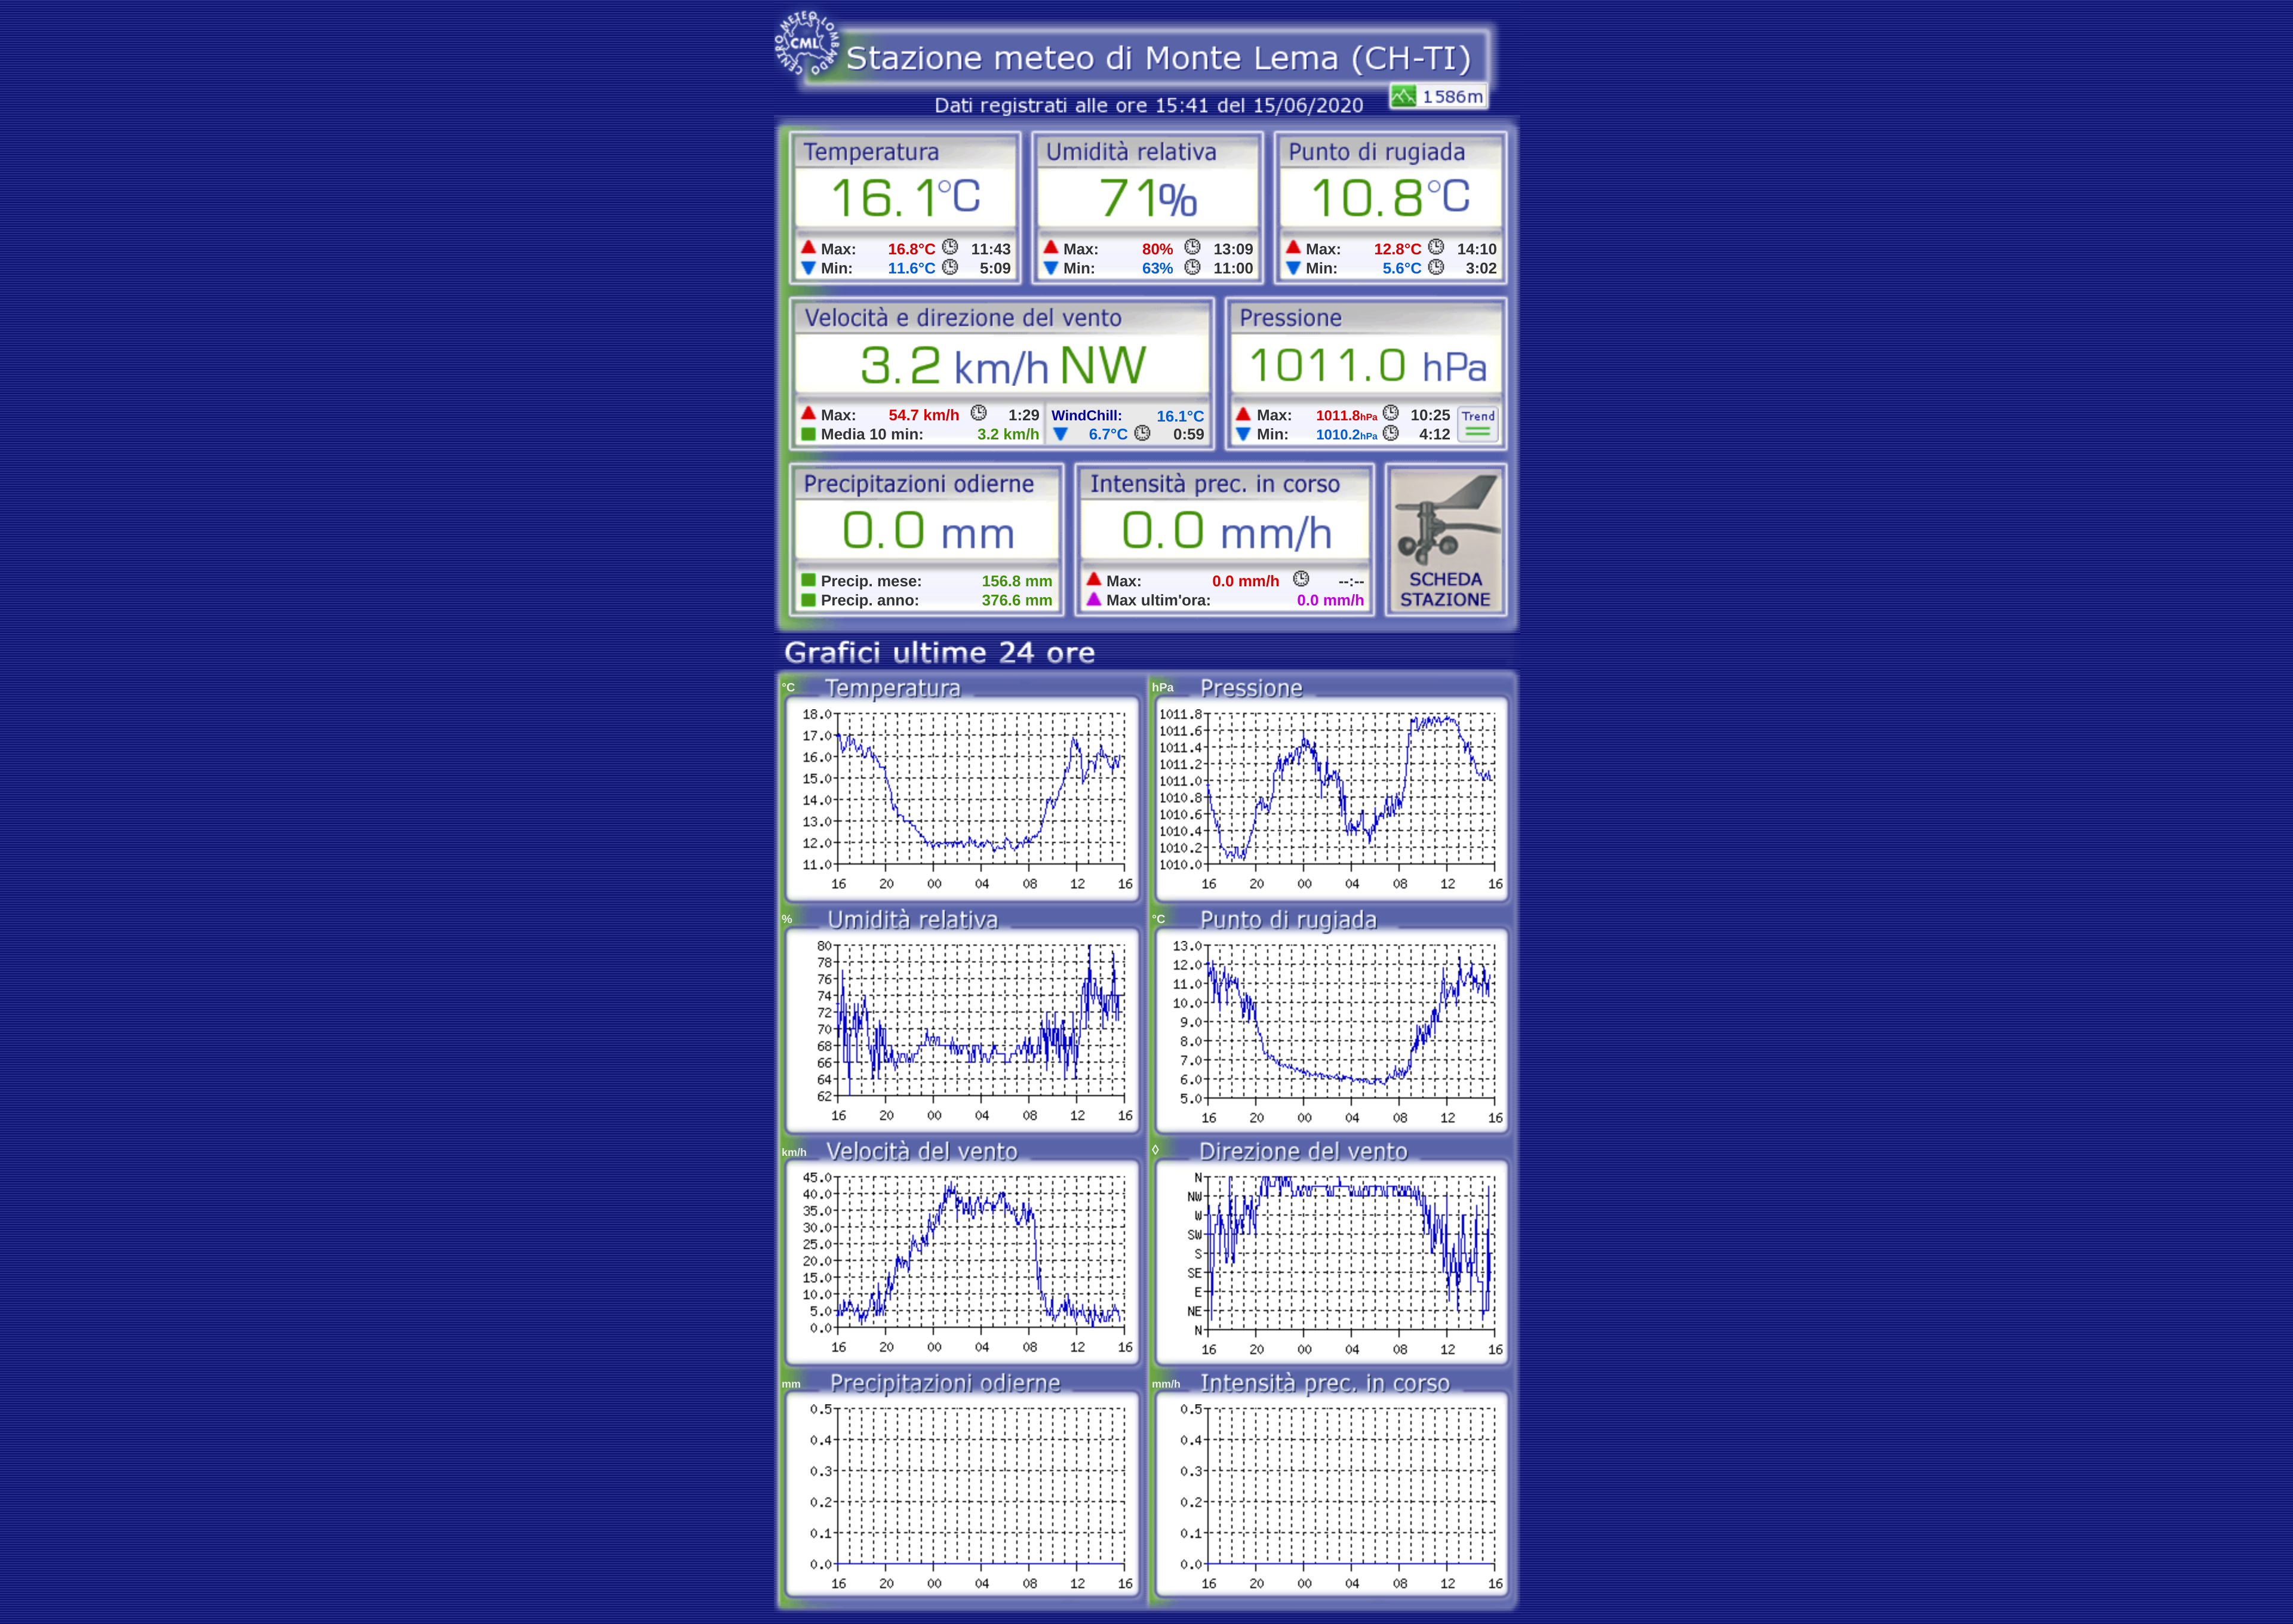 CENTRO METEO LOMBARDO
CML
Stazione meteo di Monte Lema (CH-TI)
1586m
Dati registrati alle ore 15:41 del 15/06/2020
Temperatura
16.1°C
Max: 16.8°C 11:43
Min: 11.6°C 5:09
Umidità relativa
71%
Max: 80% 13:09
Min: 63% 11:00
Punto di rugiada
10.8°C
Max: 12.8°C 14:10
Min: 5.6°C 3:02
Velocità e direzione del vento
3.2 km/h NW
Max: 54.7 km/h 1:29
Media 10 min: 3.2 km/h
WindChill: 16.1°C
6.7°C 0:59
Pressione
1011.0 hPa
Max: 1011.8hPa 10:25
Min: 1010.2hPa 4:12
Trend
Precipitazioni odierne
0.0 mm
Precip. mese: 156.8 mm
Precip. anno: 376.6 mm
Intensità prec. in corso
0.0 mm/h
Max: 0.0 mm/h --:--
Max ultim'ora: 0.0 mm/h
SCHEDA
STAZIONE
Grafici ultime 24 ore
°C Temperatura
18.0
17.0
16.0
15.0
14.0
13.0
12.0
11.0
16 20 00 04 08 12 16
hPa Pressione
1011.8
1011.6
1011.4
1011.2
1011.0
1010.8
1010.6
1010.4
1010.2
1010.0
16 20 00 04 08 12 16
% Umidità relativa
80
78
76
74
72
70
68
66
64
62
16 20 00 04 08 12 16
°C Punto di rugiada
13.0
12.0
11.0
10.0
9.0
8.0
7.0
6.0
5.0
16 20 00 04 08 12 16
km/h Velocità del vento
45.0
40.0
35.0
30.0
25.0
20.0
15.0
10.0
5.0
0.0
16 20 00 04 08 12 16
◊ Direzione del vento
N
NW
W
SW
S
SE
E
NE
N
16 20 00 04 08 12 16
mm Precipitazioni odierne
0.5
0.4
0.3
0.2
0.1
0.0
16 20 00 04 08 12 16
mm/h Intensità prec. in corso
0.5
0.4
0.3
0.2
0.1
0.0
16 20 00 04 08 12 16